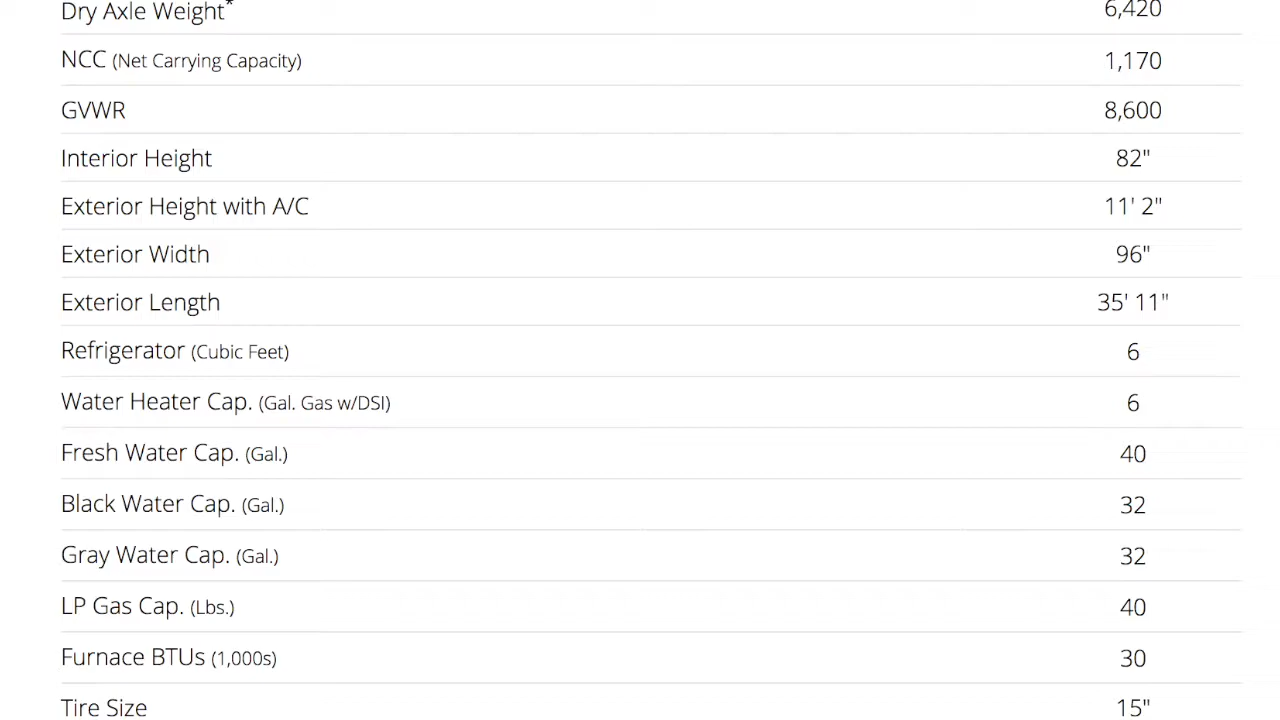 Dry Axle Weight* 6,420
NCC (Net Carrying Capacity) 1,170
GVWR 8,600
Interior Height 82"
Exterior Height with A/C 11' 2"
Exterior Width 96"
Exterior Length 35' 11"
Refrigerator (Cubic Feet) 6
Water Heater Cap. (Gal. Gas w/DSI) 6
Fresh Water Cap. (Gal.) 40
Black Water Cap. (Gal.) 32
Gray Water Cap. (Gal.) 32
LP Gas Cap. (Lbs.) 40
Furnace BTUs (1,000s) 30
Tire Size 15"